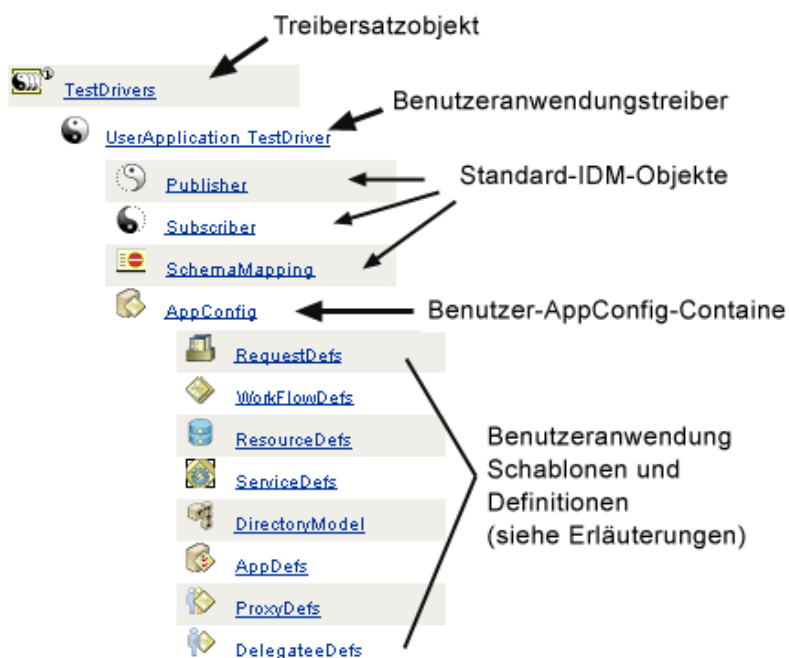 Treibersatzobjekt
TestDrivers
Benutzeranwendungstreiber
UserApplication TestDriver
Standard-IDM-Objekte
Publisher
Subscriber
SchemaMapping
AppConfig
Benutzer-AppConfig-Containe
RequestDefs
WorkFlowDefs
ResourceDefs
ServiceDefs
DirectoryModel
AppDefs
ProxyDefs
DelegateeDefs
Benutzeranwendung
Schablonen und
Definitionen
(siehe Erläuterungen)